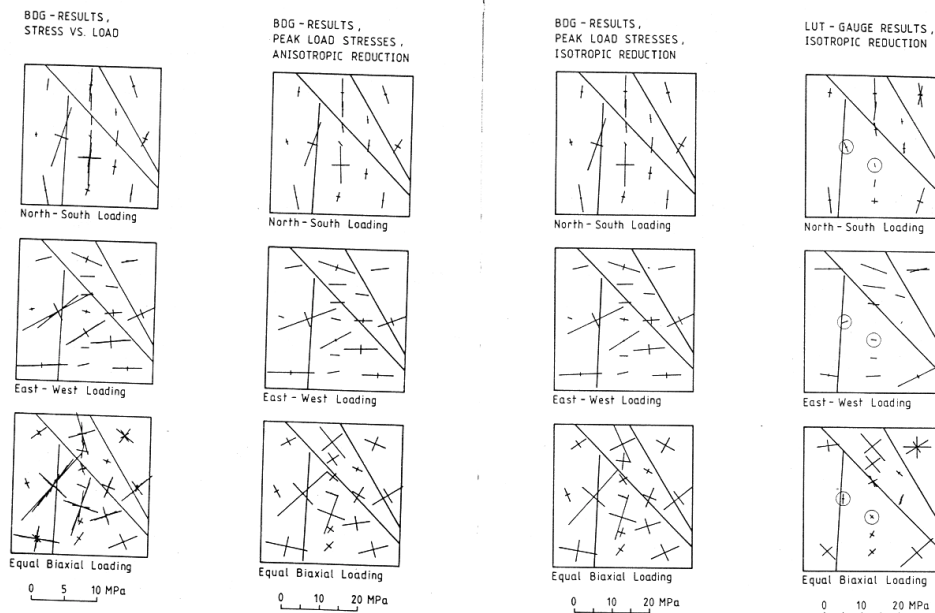 BDG - RESULTS,
STRESS VS. LOAD
North - South Loading
East - West Loading
Equal Biaxial Loading
0 5 10 MPa
BDG - RESULTS,
PEAK LOAD STRESSES,
ANISOTROPIC REDUCTION
North - South Loading
East - West Loading
Equal Biaxial Loading
0 10 20 MPa
BDG - RESULTS,
PEAK LOAD STRESSES,
ISOTROPIC REDUCTION
North - South Loading
East - West Loading
Equal Biaxial Loading
0 10 20 MPa
LUT - GAUGE RESULTS,
ISOTROPIC REDUCTION
North - South Loading
East - West Loading
Equal Biaxial Loading
0 10 20 MPa